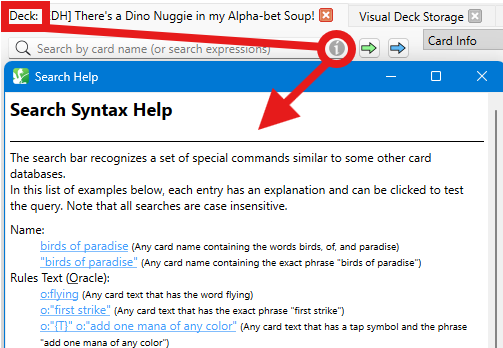 Deck: DH] There's a Dino Nuggie in my Alpha-bet Soup!
Visual Deck Storage
Search by card name (or search expressions)
Card Info
Search Help
Search Syntax Help
The search bar recognizes a set of special commands similar to some other card
databases.
In this list of examples below, each entry has an explanation and can be clicked to test
the query. Note that all searches are case insensitive.
Name:
birds of paradise (Any card name containing the words birds, of, and paradise)
"birds of paradise" (Any card name containing the exact phrase "birds of paradise")
Rules Text (Oracle):
o:flying (Any card text that has the word flying)
o:"first strike" (Any card text that has the exact phrase "first strike")
o:"{T}" o:"add one mana of any color" (Any card text that has a tap symbol and the phrase
"add one mana of any color")